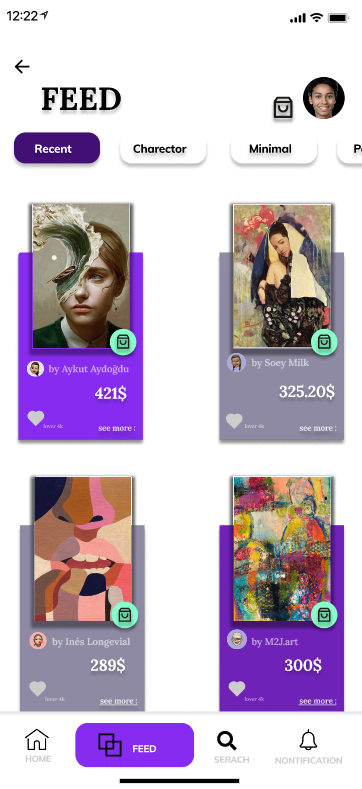 12:22
FEED
Recent
Charector
Minimal
by Aykut Aydoğdu
421$
lover 4k
see more :
by Soey Milk
325.20$
lover 4k
see more :
by Inés Longevial
289$
lover 4k
see more :
by M2J.art
300$
lover 4k
see more :
HOME
FEED
SERACH
NONTIFICATION